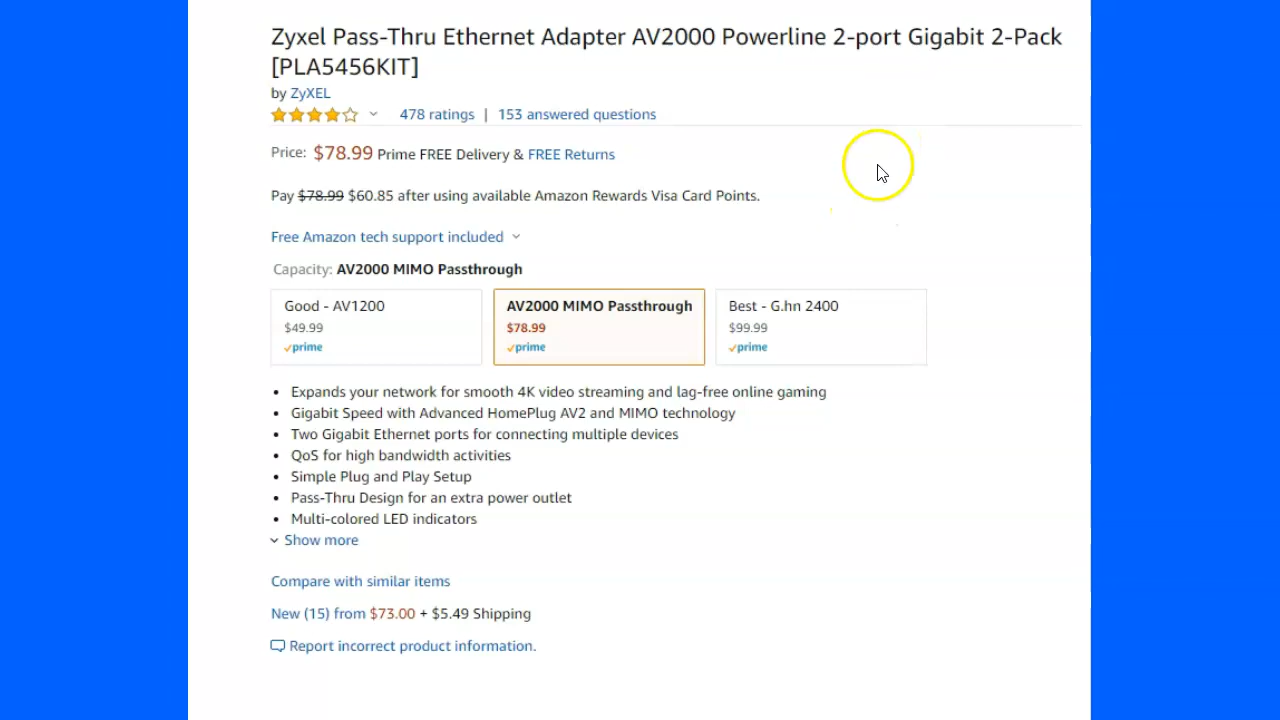 Zyxel Pass-Thru Ethernet Adapter AV2000 Powerline 2-port Gigabit 2-Pack
[PLA5456KIT]
by ZyXEL
478 ratings | 153 answered questions
Price: $78.99 Prime FREE Delivery & FREE Returns
Pay $78.99 $60.85 after using available Amazon Rewards Visa Card Points.
Free Amazon tech support included
Capacity: AV2000 MIMO Passthrough
Good - AV1200 AV2000 MIMO Passthrough Best - G.hn 2400
$49.99 $78.99 $99.99
prime prime prime
• Expands your network for smooth 4K video streaming and lag-free online gaming
• Gigabit Speed with Advanced HomePlug AV2 and MIMO technology
• Two Gigabit Ethernet ports for connecting multiple devices
• QoS for high bandwidth activities
• Simple Plug and Play Setup
• Pass-Thru Design for an extra power outlet
• Multi-colored LED indicators
Show more
Compare with similar items
New (15) from $73.00 + $5.49 Shipping
Report incorrect product information.